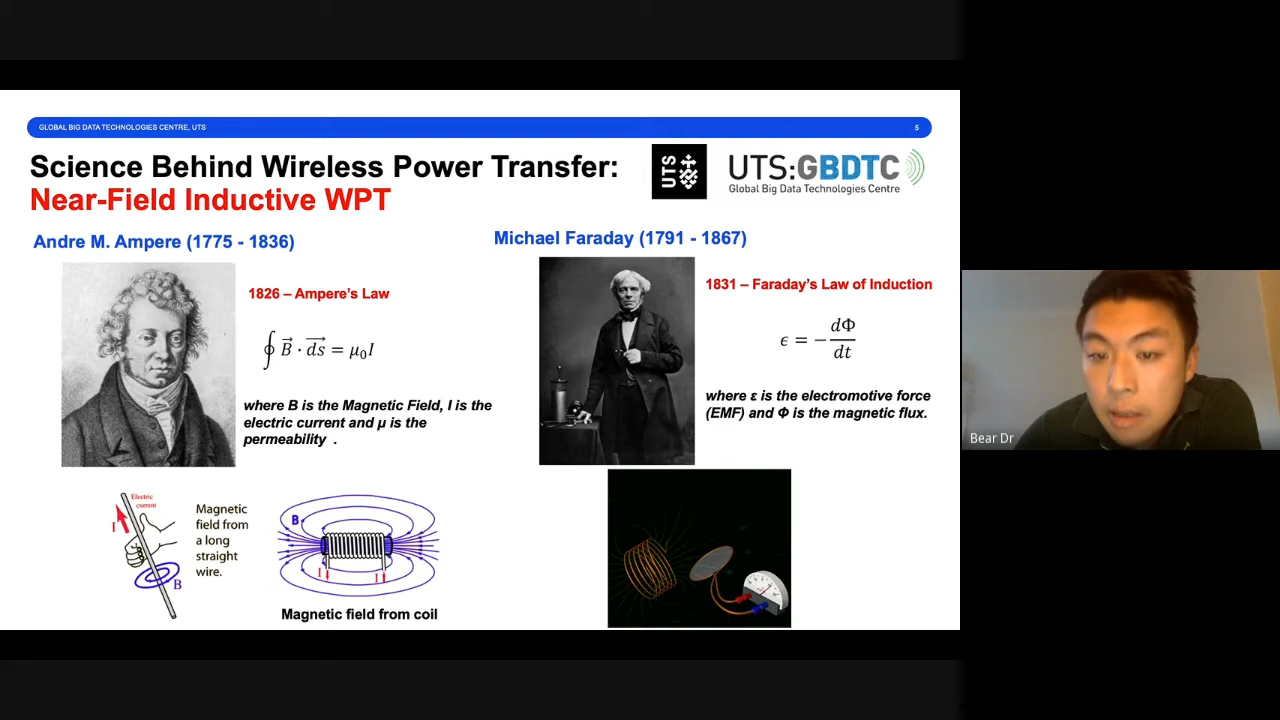 GLOBAL BIG DATA TECHNOLOGIES CENTRE, UTS
5
Science Behind Wireless Power Transfer:
Near-Field Inductive WPT
UTS
UTS:GBDTC
Global Big Data Technologies Centre
Andre M. Ampere (1775 - 1836)
1826 – Ampere's Law
∮ B⃗ · d⃗s⃗ = μ₀I
where B is the Magnetic Field, I is the
electric current and μ is the
permeability .
Electric
current
I
B
Magnetic
field from
a long
straight
wire.
B
I
I
Magnetic field from coil
Michael Faraday (1791 - 1867)
1831 – Faraday's Law of Induction
ϵ = − dΦ/dt
where ε is the electromotive force
(EMF) and Φ is the magnetic flux.
Bear Dr